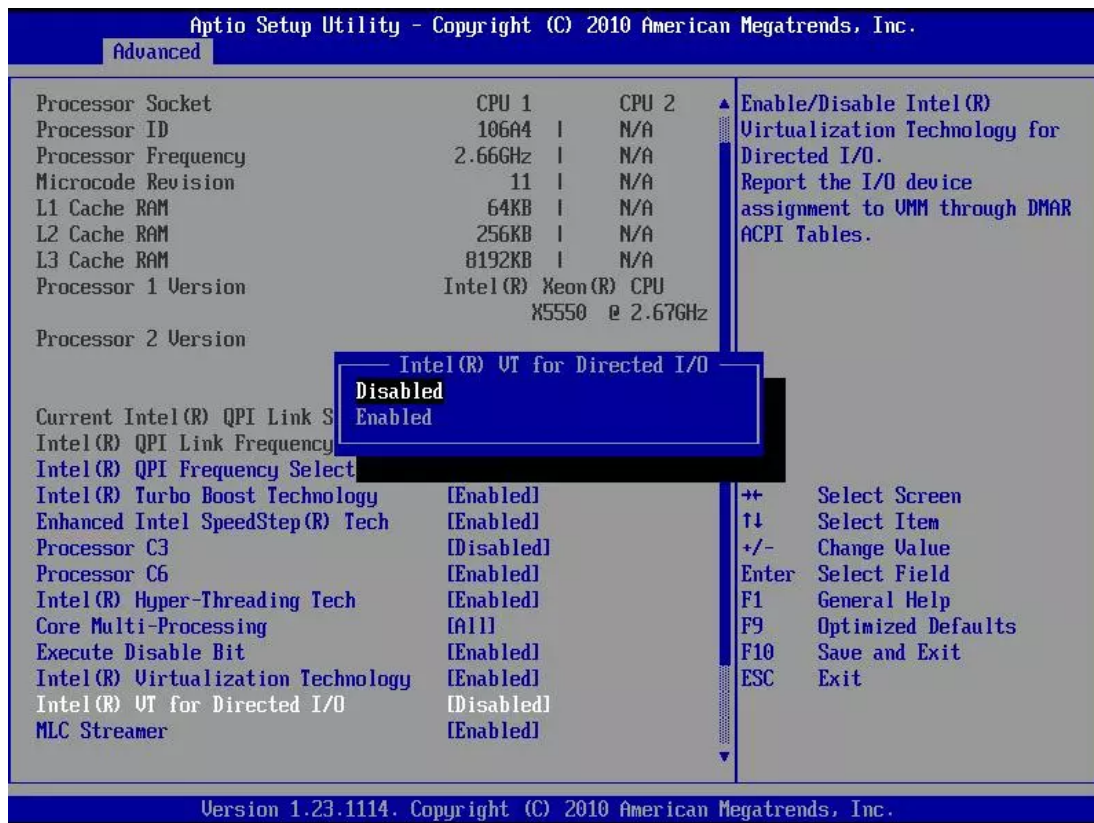 Aptio Setup Utility - Copyright (C) 2010 American Megatrends, Inc.
Advanced
Processor Socket CPU 1 CPU 2
Processor ID 106A4 | N/A
Processor Frequency 2.66GHz | N/A
Microcode Revision 11 | N/A
L1 Cache RAM 64KB | N/A
L2 Cache RAM 256KB | N/A
L3 Cache RAM 8192KB | N/A
Processor 1 Version Intel(R) Xeon(R) CPU
X5550 @ 2.67GHz
Processor 2 Version
Intel(R) VT for Directed I/O
Disabled
Enabled
Current Intel(R) QPI Link S
Intel(R) QPI Link Frequency
Intel(R) QPI Frequency Select
Intel(R) Turbo Boost Technology [Enabled]
Enhanced Intel SpeedStep(R) Tech [Enabled]
Processor C3 [Disabled]
Processor C6 [Enabled]
Intel(R) Hyper-Threading Tech [Enabled]
Core Multi-Processing [All]
Execute Disable Bit [Enabled]
Intel(R) Virtualization Technology [Enabled]
Intel(R) VT for Directed I/O [Disabled]
MLC Streamer [Enabled]
Enable/Disable Intel(R)
Virtualization Technology for
Directed I/O.
Report the I/O device
assignment to VMM through DMAR
ACPI Tables.
→← Select Screen
↑↓ Select Item
+/- Change Value
Enter Select Field
F1 General Help
F9 Optimized Defaults
F10 Save and Exit
ESC Exit
Version 1.23.1114. Copyright (C) 2010 American Megatrends, Inc.